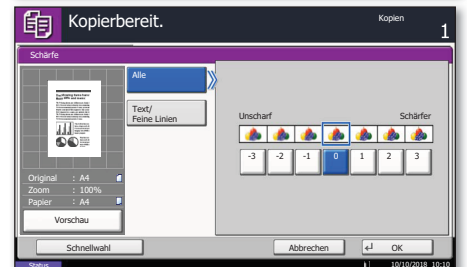 Kopierbereit.
Kopien
1
Schärfe
Alle
Text/
Feine Linien
Unscharf
Schärfer
-3 -2 -1 0 1 2 3
Original : A4
Zoom : 100%
Papier : A4
Vorschau
Schnellwahl
Abbrechen
OK
Status
10/10/2018 10:10